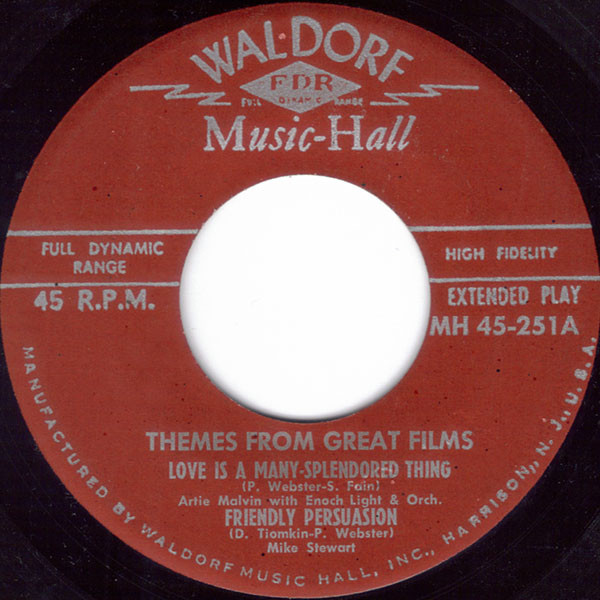 WALDORF
FDR
FULL DYNAMIC RANGE
Music-Hall
FULL DYNAMIC
RANGE
HIGH FIDELITY
45 R.P.M.
EXTENDED PLAY
MH 45-251A
THEMES FROM GREAT FILMS
LOVE IS A MANY-SPLENDORED THING
(P. Webster-S. Fain)
Artie Malvin with Enoch Light & Orch.
FRIENDLY PERSUASION
(D. Tiomkin-P. Webster)
Mike Stewart
MANUFACTURED BY WALDORF MUSIC HALL, INC., HARRISON, N. J., U. S. A.